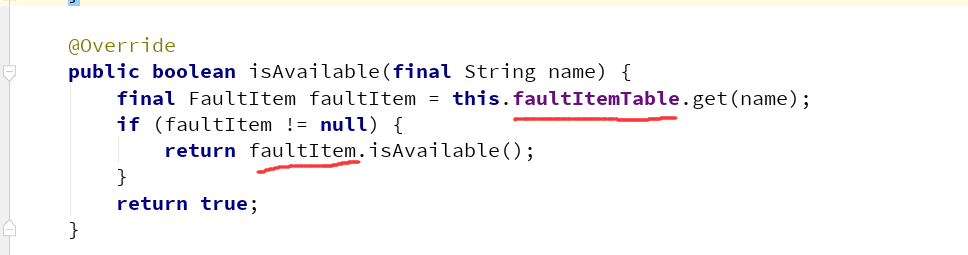 @Override
public boolean isAvailable(final String name) {
final FaultItem faultItem = this.faultItemTable.get(name);
if (faultItem != null) {
return faultItem.isAvailable();
}
return true;
}